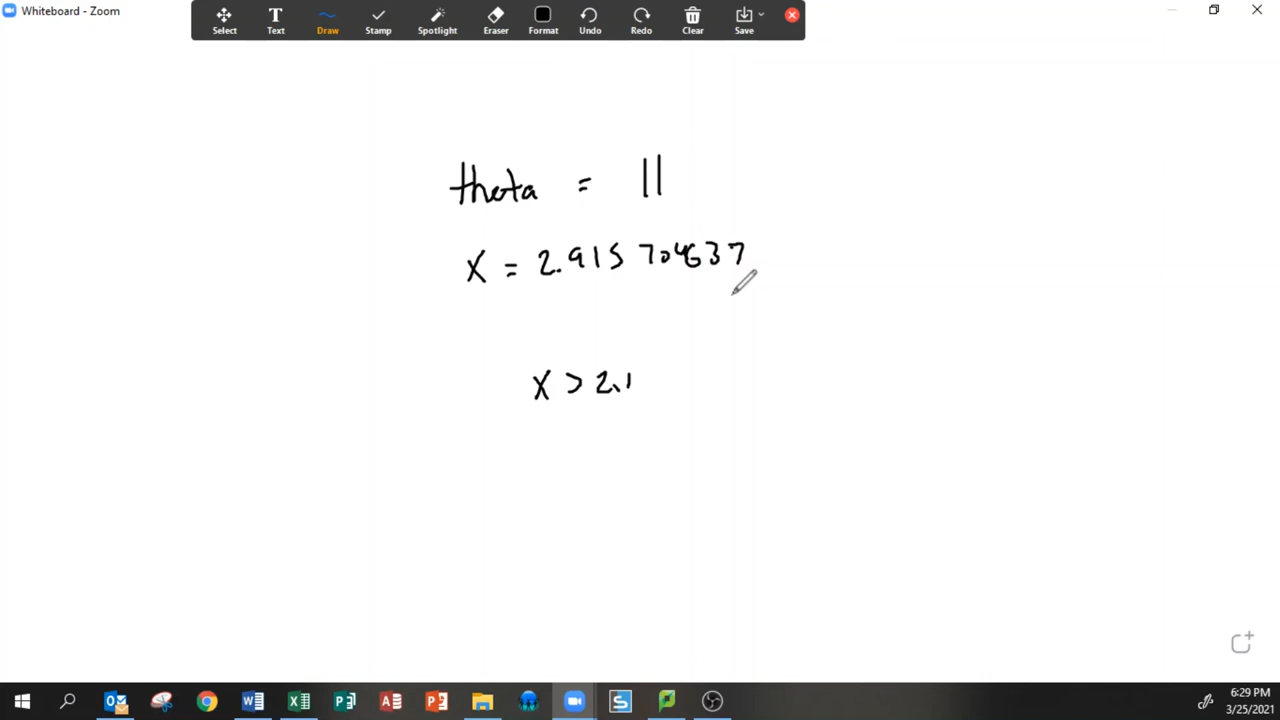 Whiteboard - Zoom
Select Text Draw Stamp Spotlight Eraser Format Undo Redo Clear Save
theta = 11
X = 2.915704637
X > 2.1
6:29 PM
3/25/2021